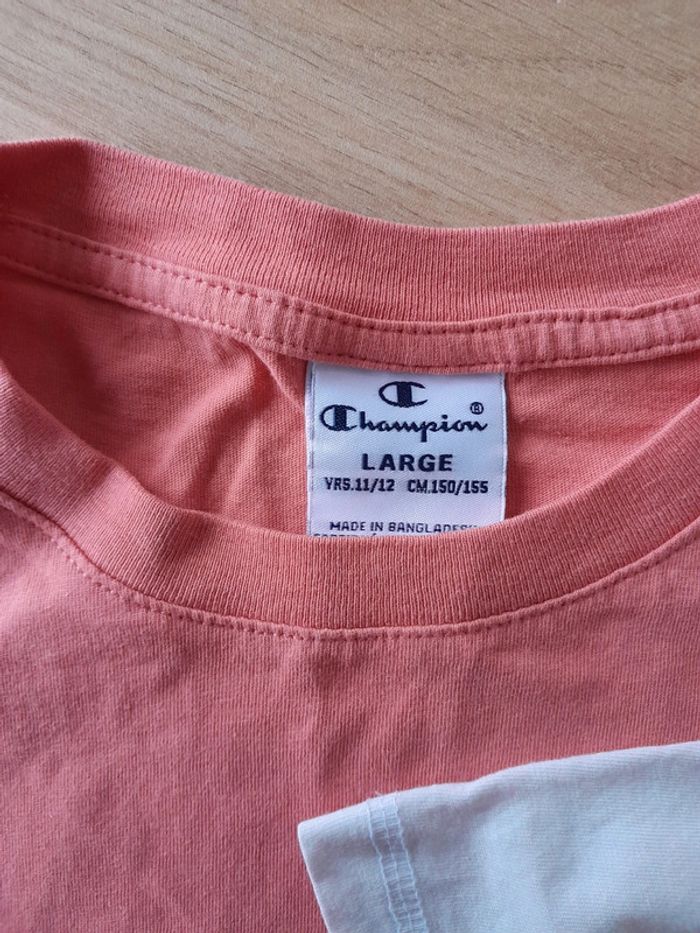 Champion®
LARGE
YRS.11/12 CM.150/155
MADE IN BANGLADESH